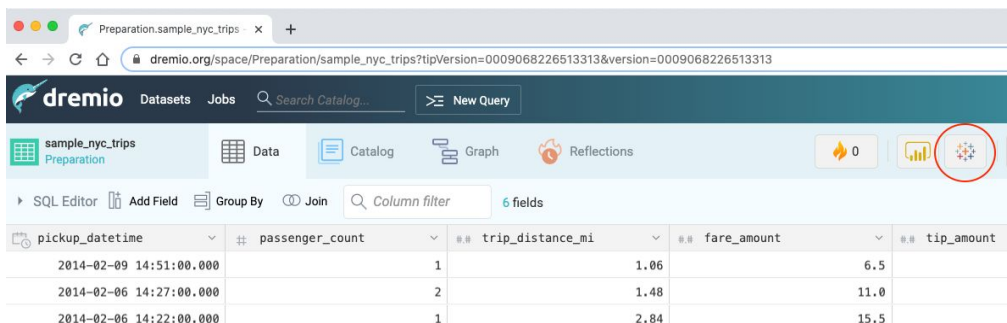 Preparation.sample_nyc_trips -
dremio.org/space/Preparation/sample_nyc_trips?tipVersion=0009068226513313&version=0009068226513313
dremio Datasets Jobs Search Catalog... New Query
sample_nyc_trips
Preparation
Data Catalog Graph Reflections 0
SQL Editor Add Field Group By Join Column filter 6 fields
pickup_datetime # passenger_count #.# trip_distance_mi #.# fare_amount #.# tip_amount
2014-02-09 14:51:00.000 1 1.06 6.5
2014-02-06 14:27:00.000 2 1.48 11.0
2014-02-06 14:22:00.000 1 2.84 15.5